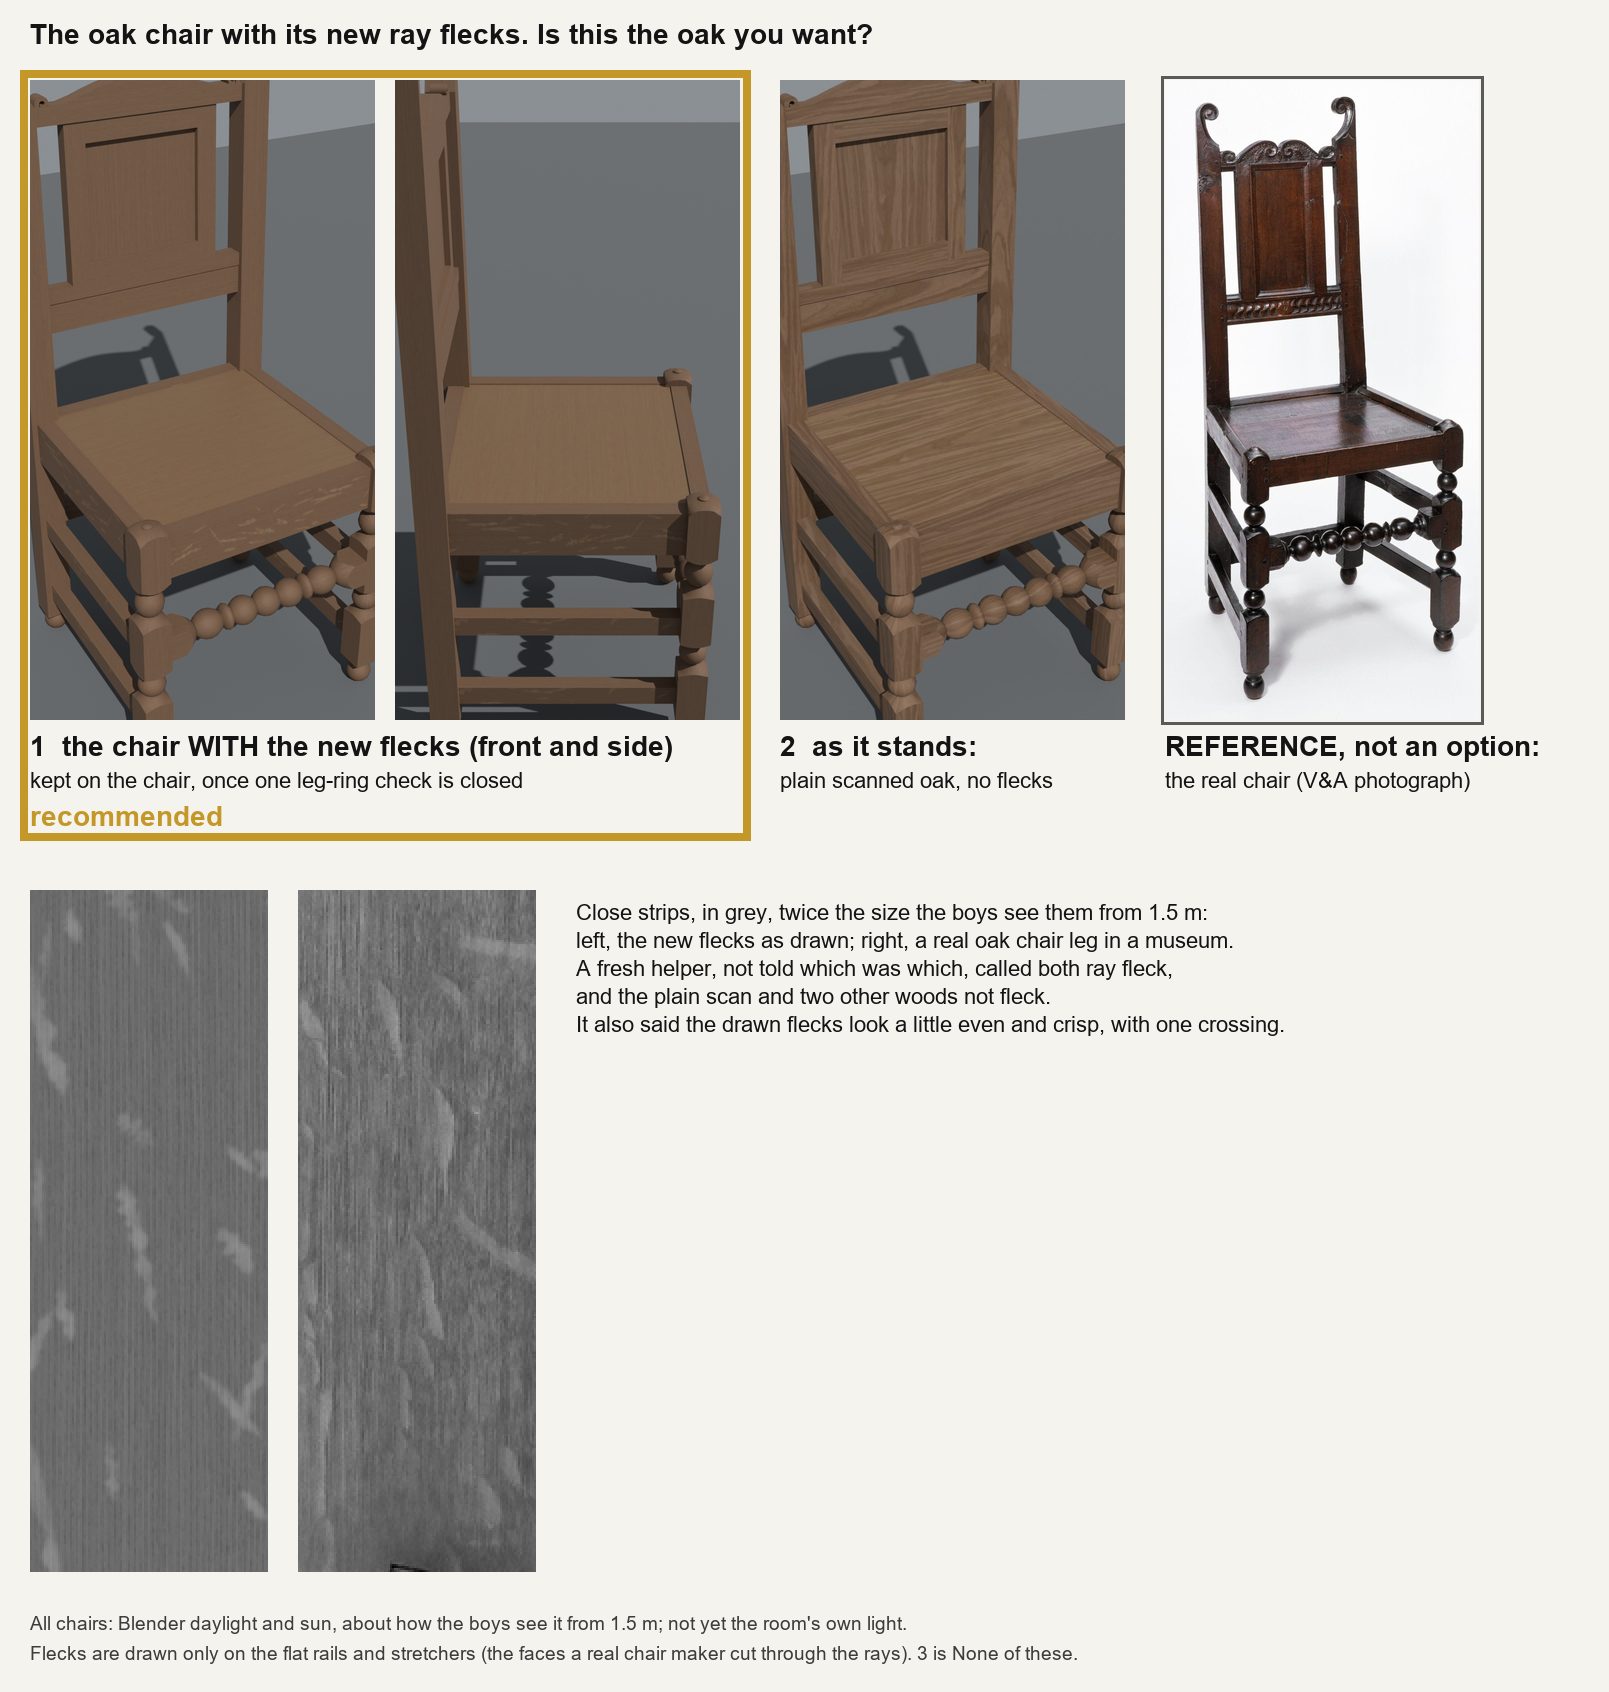 The oak chair with its new ray flecks. Is this the oak you want?
1 the chair WITH the new flecks (front and side)
kept on the chair, once one leg-ring check is closed
recommended
2 as it stands:
plain scanned oak, no flecks
REFERENCE, not an option:
the real chair (V&A photograph)
Close strips, in grey, twice the size the boys see them from 1.5 m:
left, the new flecks as drawn; right, a real oak chair leg in a museum.
A fresh helper, not told which was which, called both ray fleck,
and the plain scan and two other woods not fleck.
It also said the drawn flecks look a little even and crisp, with one crossing.
All chairs: Blender daylight and sun, about how the boys see it from 1.5 m; not yet the room's own light.
Flecks are drawn only on the flat rails and stretchers (the faces a real chair maker cut through the rays). 3 is None of these.